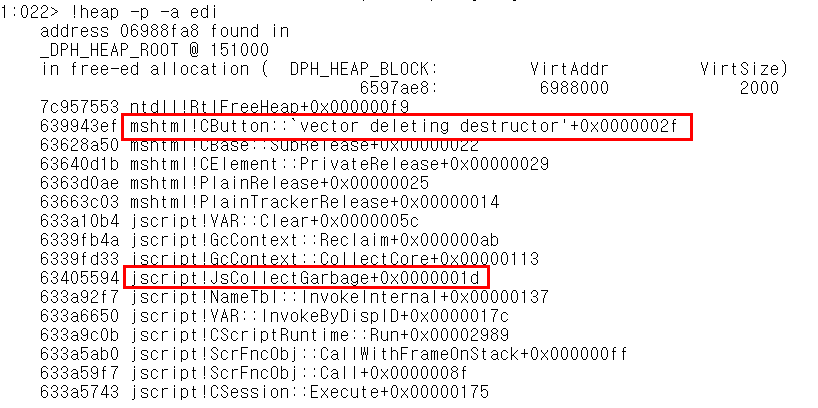 1:022> !heap -p -a edi
address 06988fa8 found in
_DPH_HEAP_ROOT @ 151000
in free-ed allocation (  DPH_HEAP_BLOCK:         VirtAddr         VirtSize)
6597ae8:          6988000             2000
7c957553 ntdll!RtlFreeHeap+0x000000f9
639943ef mshtml!CButton::`vector deleting destructor'+0x0000002f
63628a50 mshtml!CBase::SubRelease+0x00000022
63640d1b mshtml!CElement::PrivateRelease+0x00000029
6363d0ae mshtml!PlainRelease+0x00000025
63663c03 mshtml!PlainTrackerRelease+0x00000014
633a10b4 jscript!VAR::Clear+0x0000005c
6339fb4a jscript!GcContext::Reclaim+0x000000ab
6339fd33 jscript!GcContext::CollectCore+0x00000113
63405594 jscript!JsCollectGarbage+0x0000001d
633a92f7 jscript!NameTbl::InvokeInternal+0x00000137
633a6650 jscript!VAR::InvokeByDispID+0x0000017c
633a9c0b jscript!CScriptRuntime::Run+0x00002989
633a5ab0 jscript!ScrFncObj::CallWithFrameOnStack+0x000000ff
633a59f7 jscript!ScrFncObj::Call+0x0000008f
633a5743 jscript!CSession::Execute+0x00000175